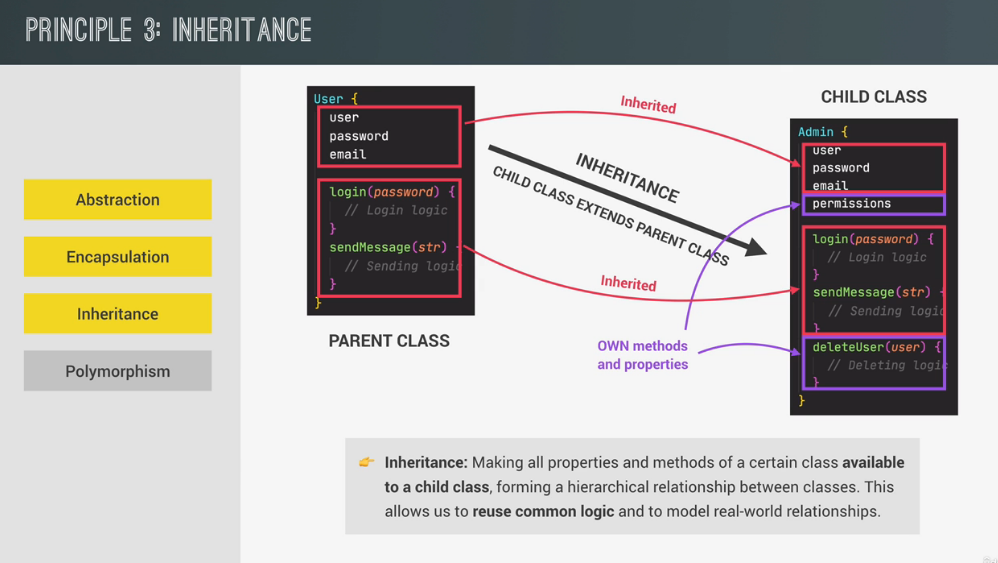 PRINCIPLE 3: INHERITANCE
Abstraction
Encapsulation
Inheritance
Polymorphism
User {
user
password
email
login(password) {
// Login logic
}
sendMessage(str)
// Sending logic
}
}
PARENT CLASS
Inherited
INHERITANCE
CHILD CLASS EXTENDS PARENT CLASS
Inherited
OWN methods
and properties
CHILD CLASS
Admin {
user
password
email
permissions
login(password) {
// Login logic
}
sendMessage(str) {
// Sending logic
}
deleteUser(user) {
// Deleting logic
}
}
👉 Inheritance: Making all properties and methods of a certain class available
to a child class, forming a hierarchical relationship between classes. This
allows us to reuse common logic and to model real-world relationships.